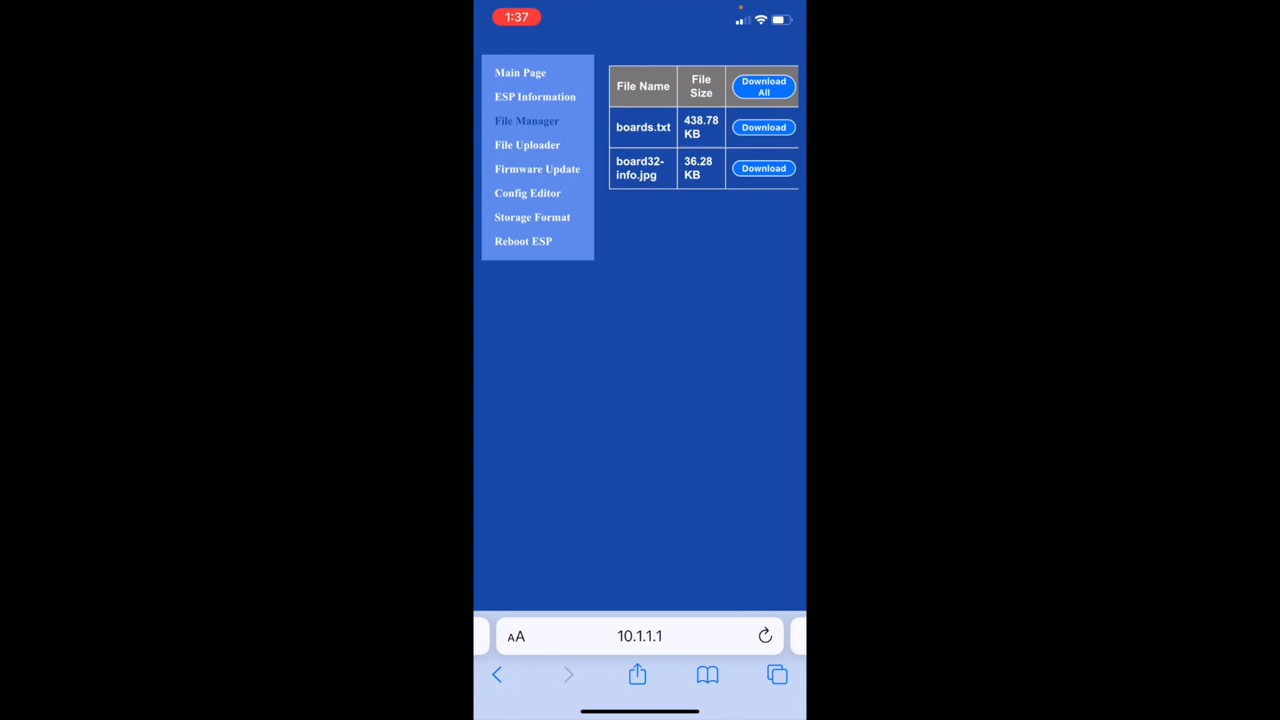 1:37
Main Page
ESP Information
File Manager
File Uploader
Firmware Update
Config Editor
Storage Format
Reboot ESP
File Name
File
Size
Download
All
boards.txt
438.78
KB
Download
board32-
info.jpg
36.28
KB
Download
AA
10.1.1.1